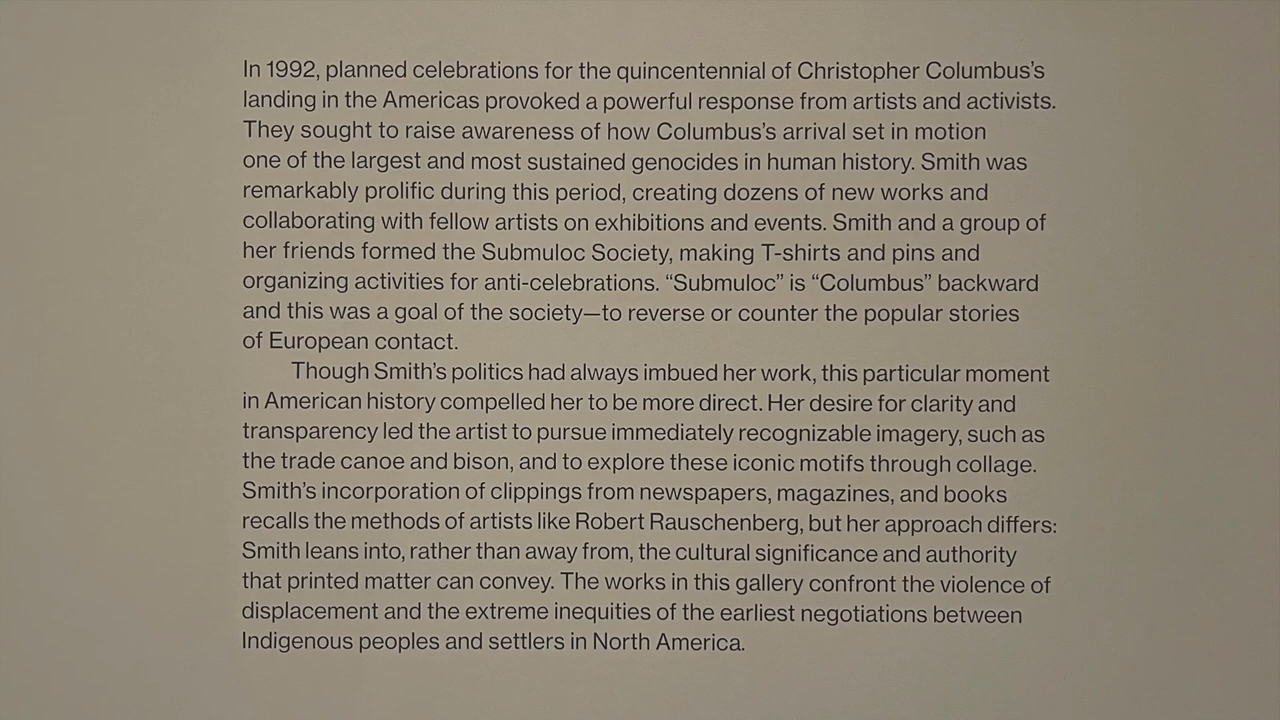 In 1992, planned celebrations for the quincentennial of Christopher Columbus’s
landing in the Americas provoked a powerful response from artists and activists.
They sought to raise awareness of how Columbus’s arrival set in motion
one of the largest and most sustained genocides in human history. Smith was
remarkably prolific during this period, creating dozens of new works and
collaborating with fellow artists on exhibitions and events. Smith and a group of
her friends formed the Submuloc Society, making T-shirts and pins and
organizing activities for anti-celebrations. “Submuloc” is “Columbus” backward
and this was a goal of the society—to reverse or counter the popular stories
of European contact.
Though Smith’s politics had always imbued her work, this particular moment
in American history compelled her to be more direct. Her desire for clarity and
transparency led the artist to pursue immediately recognizable imagery, such as
the trade canoe and bison, and to explore these iconic motifs through collage.
Smith’s incorporation of clippings from newspapers, magazines, and books
recalls the methods of artists like Robert Rauschenberg, but her approach differs:
Smith leans into, rather than away from, the cultural significance and authority
that printed matter can convey. The works in this gallery confront the violence of
displacement and the extreme inequities of the earliest negotiations between
Indigenous peoples and settlers in North America.